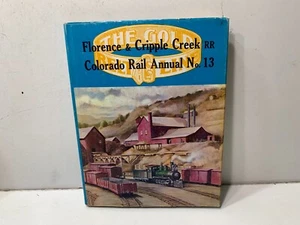 THE GOLD
Florence & Cripple Creek RR
Colorado Rail Annual No. 13